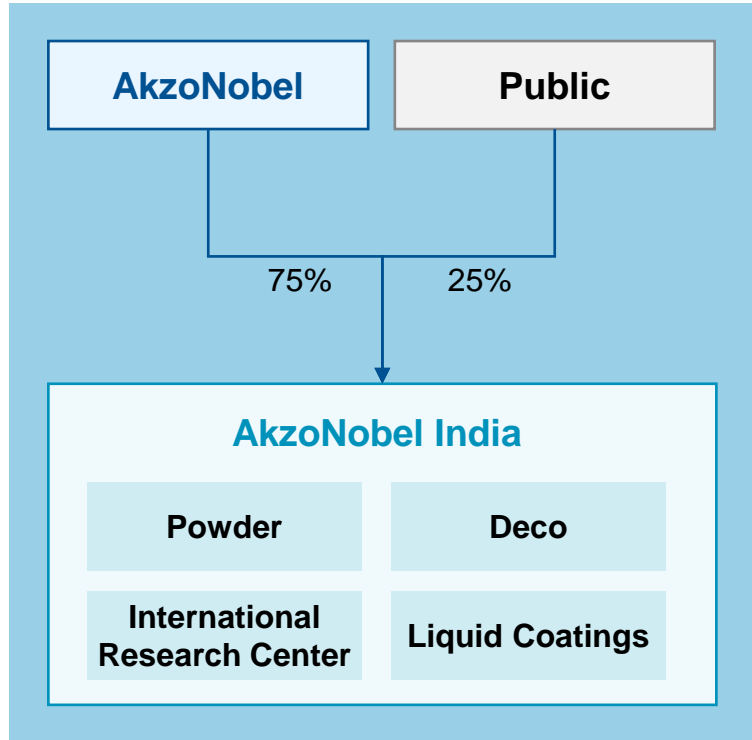 AkzoNobel
Public
75%
25%
AkzoNobel India
Powder
Deco
International
Research Center
Liquid Coatings